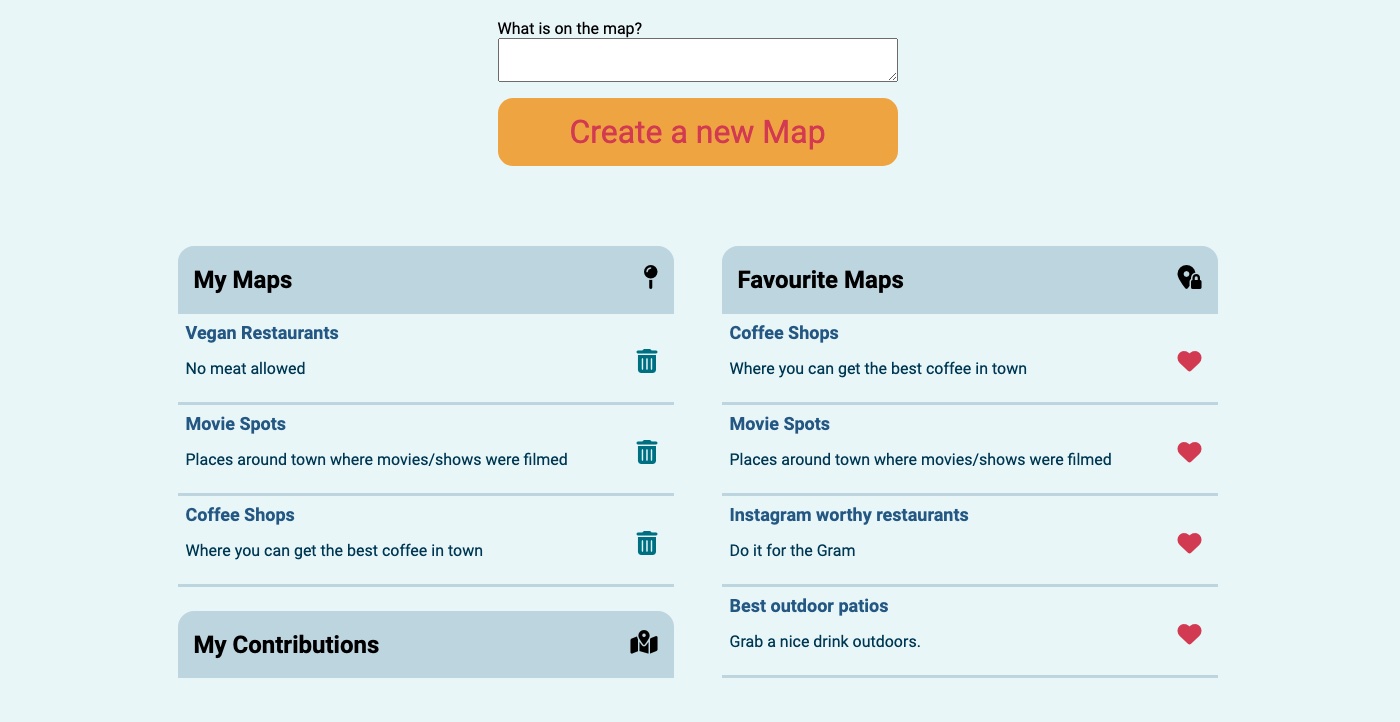 What is on the map?
Create a new Map
My Maps
Vegan Restaurants
No meat allowed
Movie Spots
Places around town where movies/shows were filmed
Coffee Shops
Where you can get the best coffee in town
My Contributions
Favourite Maps
Coffee Shops
Where you can get the best coffee in town
Movie Spots
Places around town where movies/shows were filmed
Instagram worthy restaurants
Do it for the Gram
Best outdoor patios
Grab a nice drink outdoors.